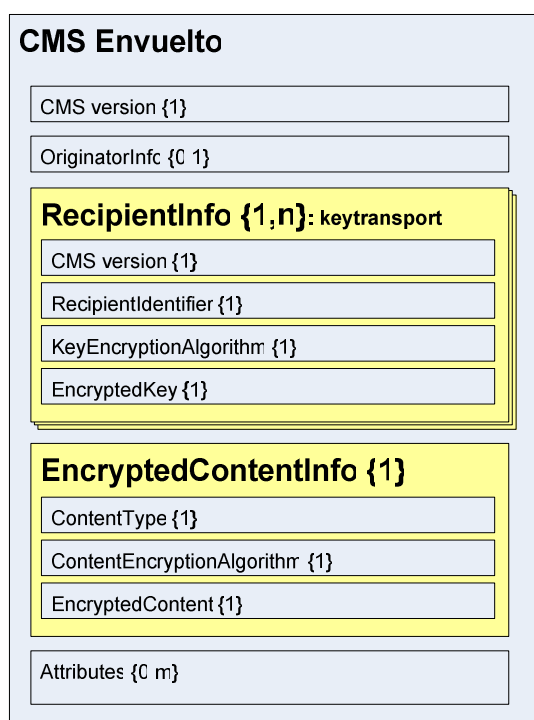 CMS Envuelto
CMS version {1}
OriginatorInfo {0 1}
RecipientInfo {1,n}: keytransport
CMS version {1}
RecipientIdentifier {1}
KeyEncryptionAlgorithm {1}
EncryptedKey {1}
EncryptedContentInfo {1}
ContentType {1}
ContentEncryptionAlgorithm {1}
EncryptedContent {1}
Attributes {0 m}